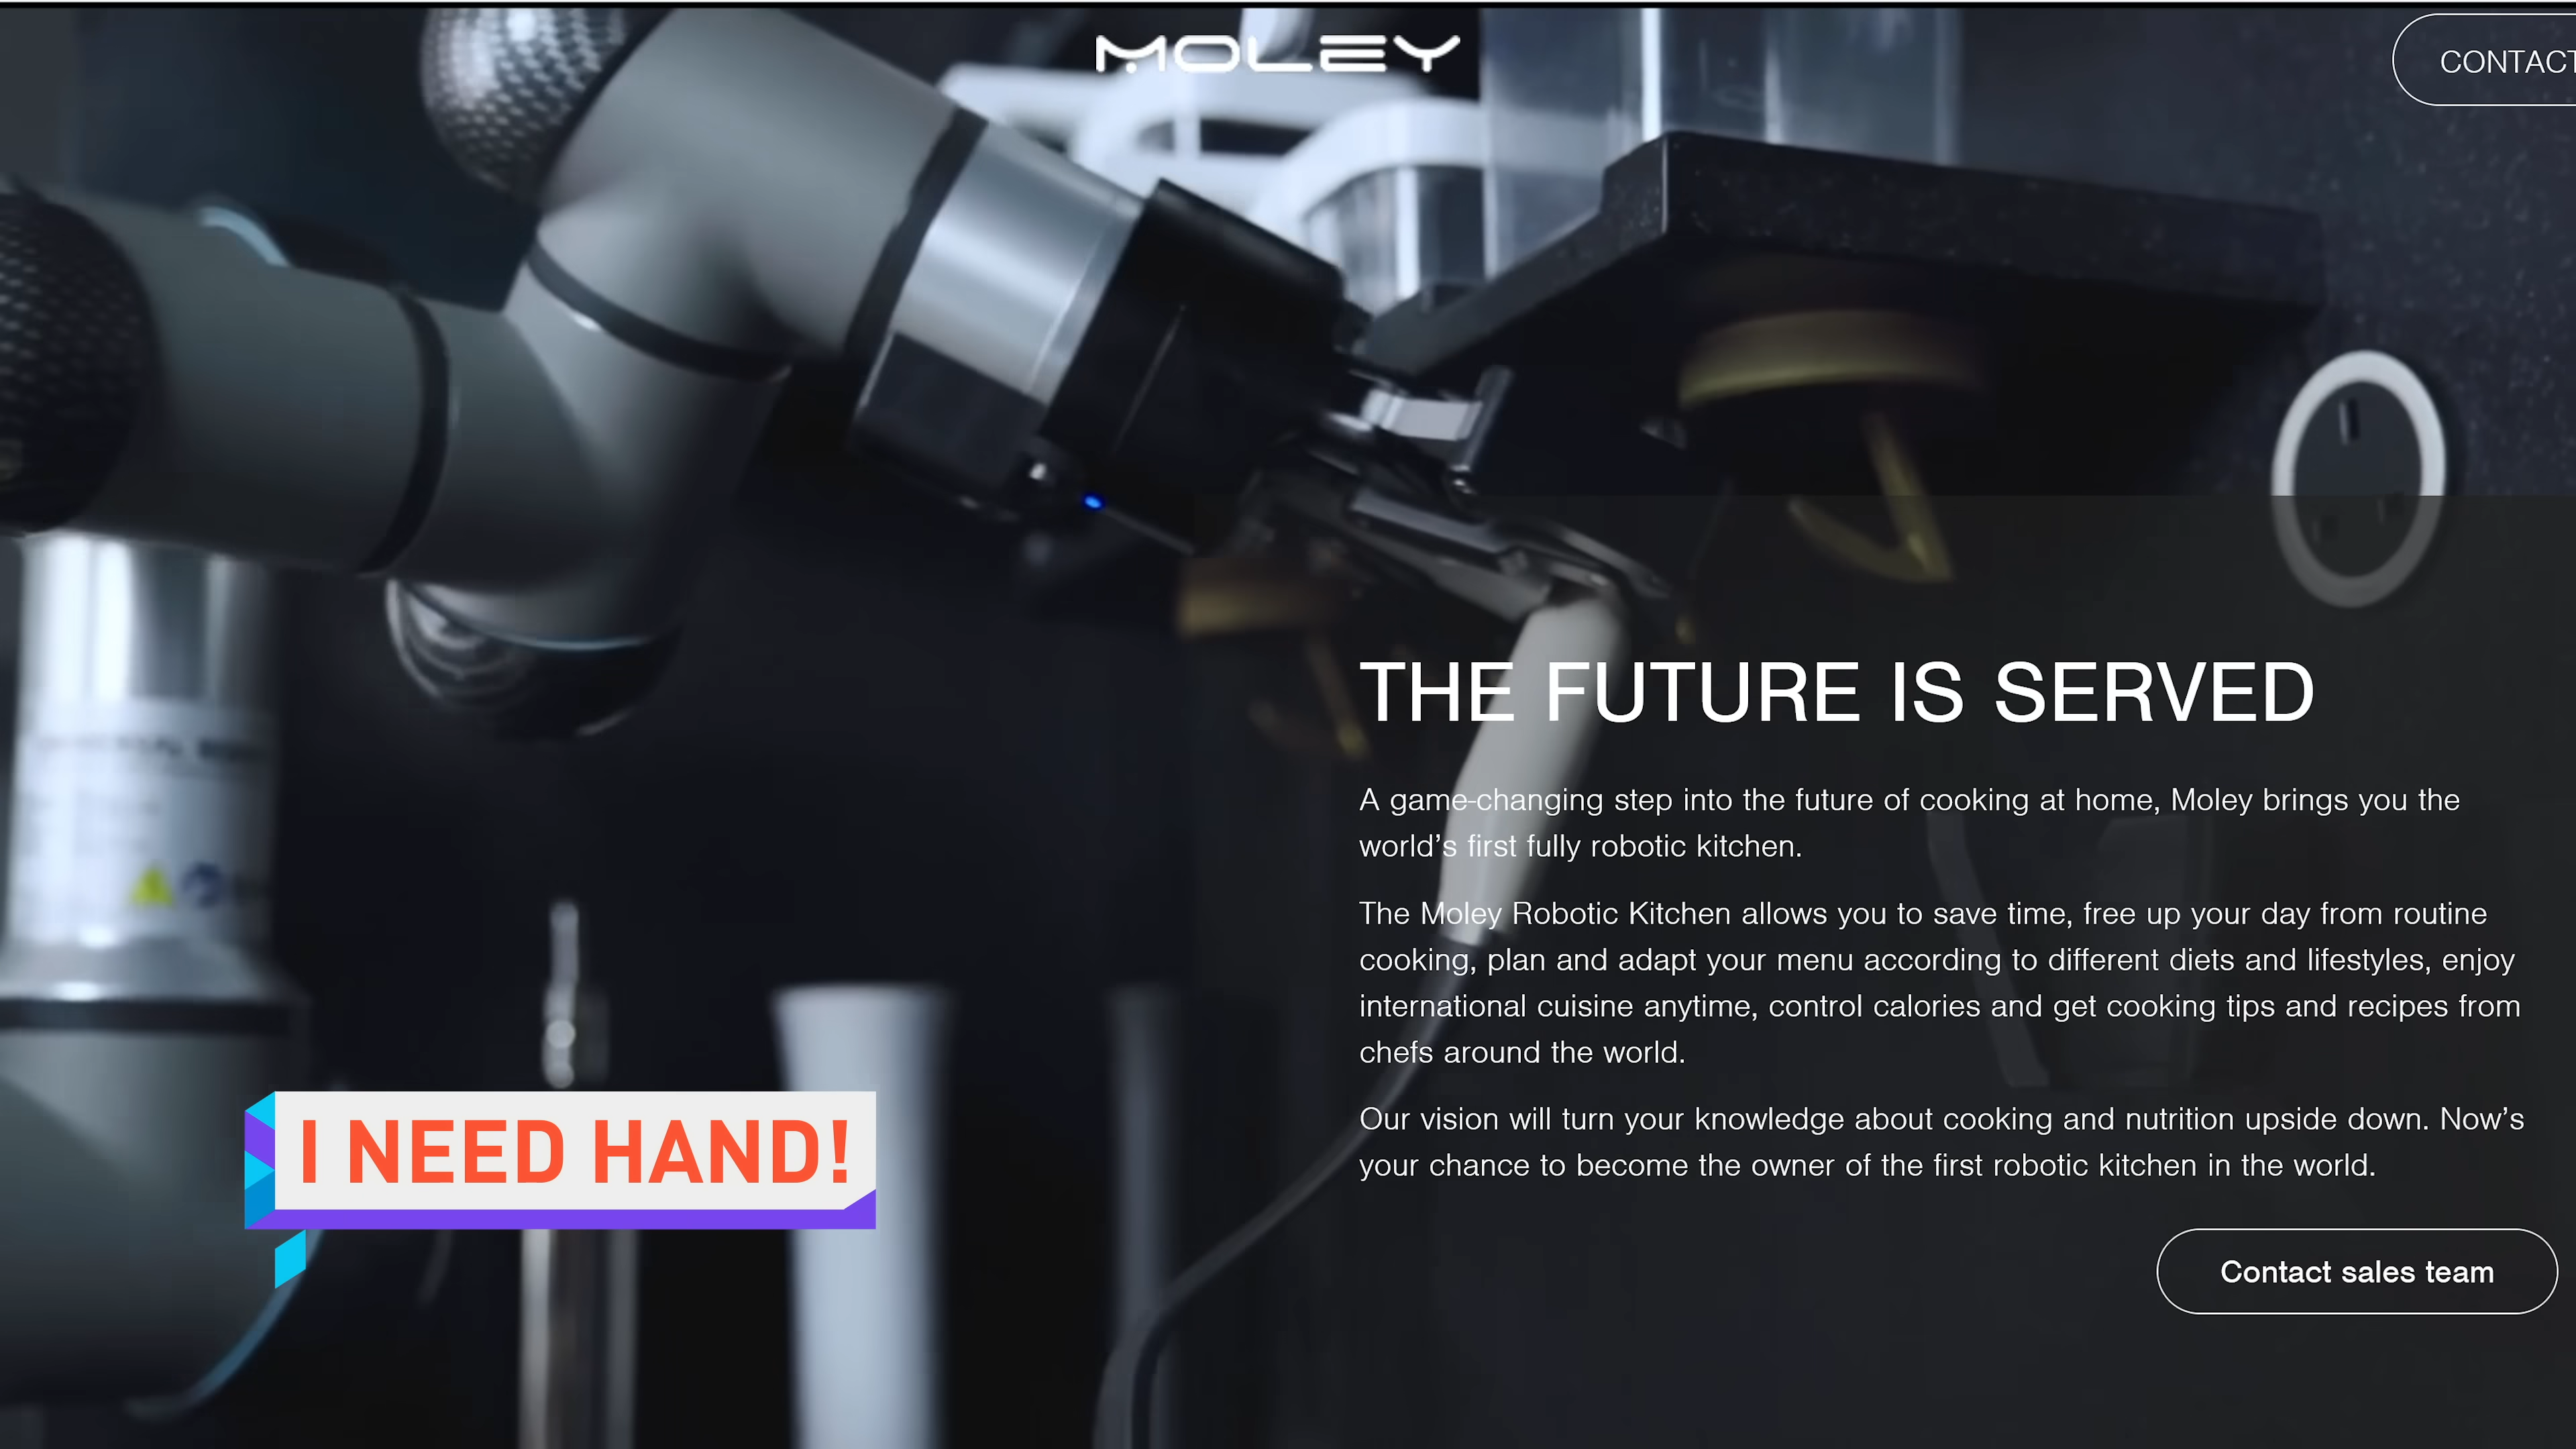 MOLEY
CONTACT
THE FUTURE IS SERVED
A game-changing step into the future of cooking at home, Moley brings you the
world’s first fully robotic kitchen.
The Moley Robotic Kitchen allows you to save time, free up your day from routine
cooking, plan and adapt your menu according to different diets and lifestyles, enjoy
international cuisine anytime, control calories and get cooking tips and recipes from
chefs around the world.
Our vision will turn your knowledge about cooking and nutrition upside down. Now’s
your chance to become the owner of the first robotic kitchen in the world.
I NEED HAND!
Contact sales team